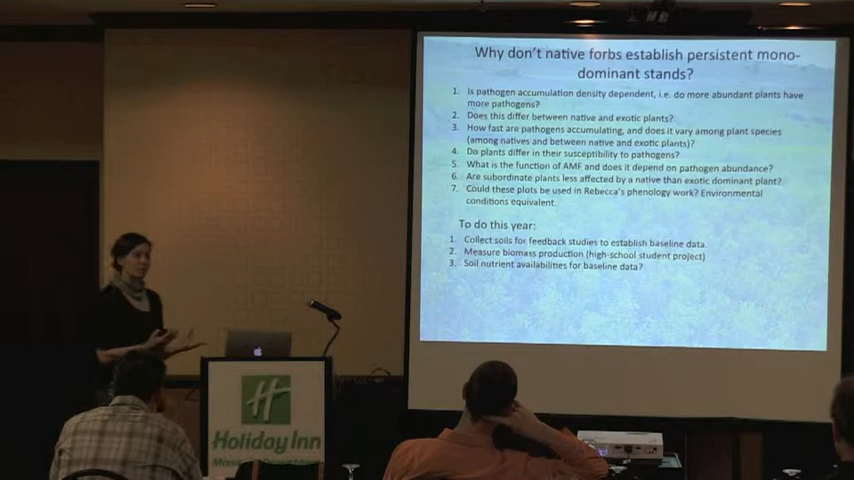 Why don't native forbs establish persistent mono-
dominant stands?
1. Is pathogen accumulation density dependent, i.e. do more abundant plants have
more pathogens?
2. Does this differ between native and exotic plants?
3. How fast are pathogens accumulating, and does it vary among plant species
(among natives and between native and exotic plants)?
4. Do plants differ in their susceptibility to pathogens?
5. What is the function of AMF and does it depend on pathogen abundance?
6. Are subordinate plants less affected by a native than exotic dominant plant?
7. Could these plots be used in Rebecca's phenology work? Environmental
conditions equivalent.
To do this year:
1. Collect soils for feedback studies to establish baseline data
2. Measure biomass production (high-school student project)
3. Soil nutrient availabilities for baseline data?
H
Holiday Inn